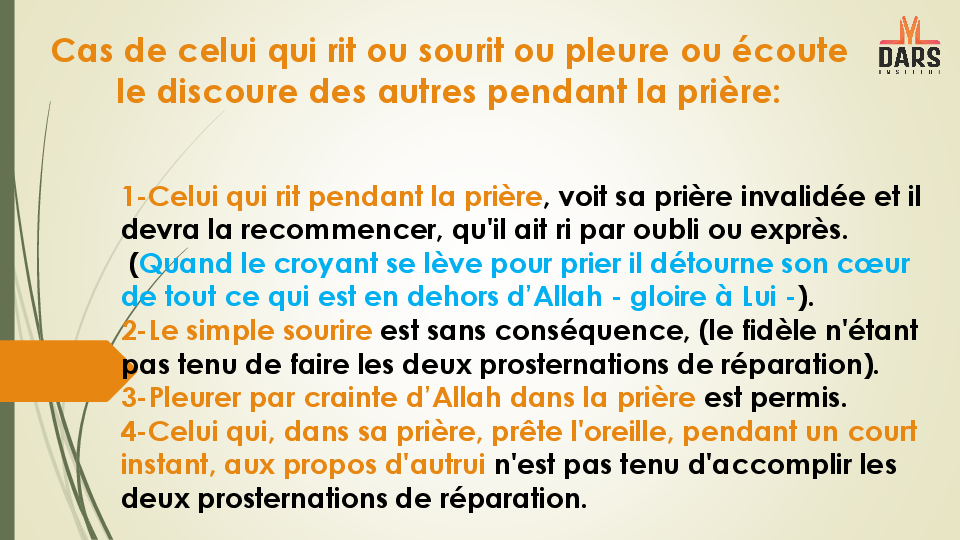 Cas de celui qui rit ou sourit ou pleure ou écoute
le discoure des autres pendant la prière:
DARS
INSTITUT
1-Celui qui rit pendant la prière, voit sa prière invalidée et il
devra la recommencer, qu'il ait ri par oubli ou exprès.
(Quand le croyant se lève pour prier il détourne son cœur
de tout ce qui est en dehors d’Allah - gloire à Lui -).
2-Le simple sourire est sans conséquence, (le fidèle n'étant
pas tenu de faire les deux prosternations de réparation).
3-Pleurer par crainte d’Allah dans la prière est permis.
4-Celui qui, dans sa prière, prête l'oreille, pendant un court
instant, aux propos d'autrui n'est pas tenu d'accomplir les
deux prosternations de réparation.